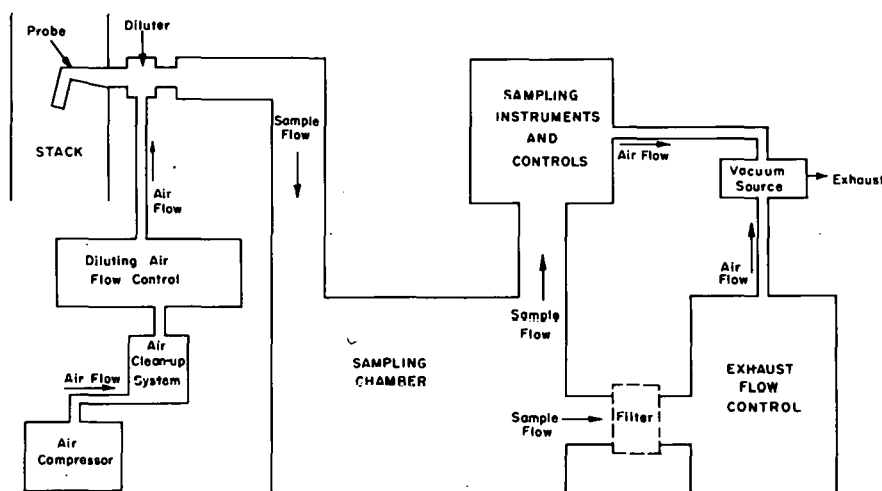 Probe
Diluter
STACK
Air
Flow
Sample
Flow
Diluting Air
Flow Control
Air
Clean-up
System
Air Flow
Air
Compressor
SAMPLING
CHAMBER
SAMPLING
INSTRUMENTS
AND
CONTROLS
Air Flow
Vacuum
Source
Exhaust
Sample
Flow
Air
Flow
Sample
Flow
Filter
EXHAUST
FLOW
CONTROL